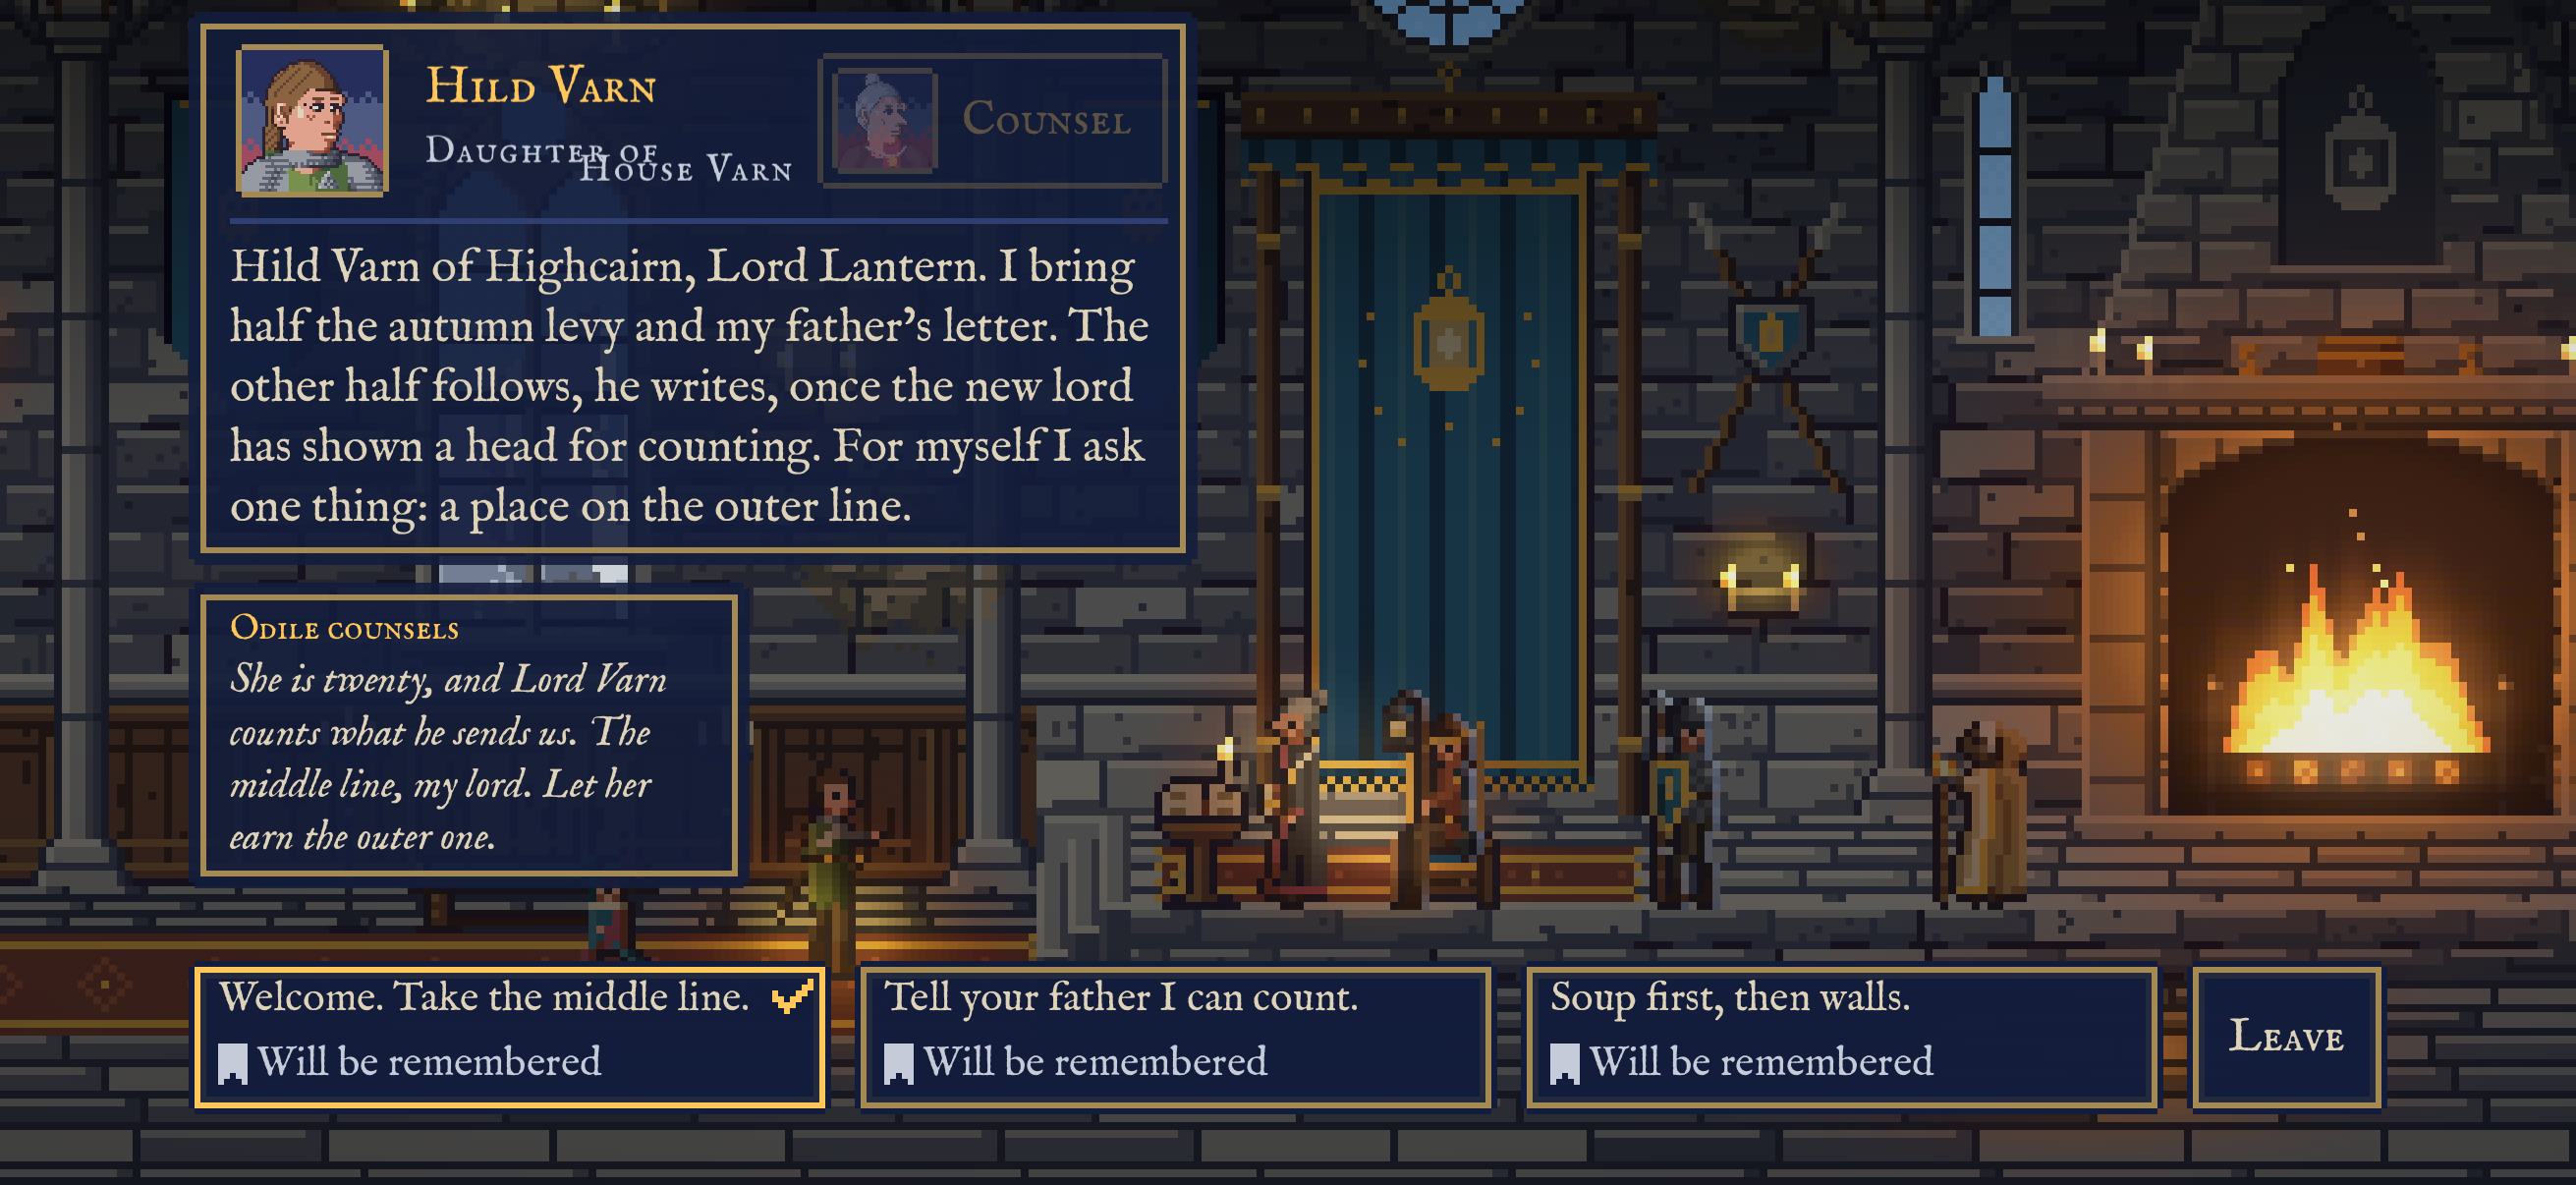 Hild Varn
Daughter of
House Varn
Counsel
Hild Varn of Highcairn, Lord Lantern. I bring
half the autumn levy and my father's letter. The
other half follows, he writes, once the new lord
has shown a head for counting. For myself I ask
one thing: a place on the outer line.
Odile counsels
She is twenty, and Lord Varn
counts what he sends us. The
middle line, my lord. Let her
earn the outer one.
Welcome. Take the middle line.
Will be remembered
Tell your father I can count.
Will be remembered
Soup first, then walls.
Will be remembered
Leave